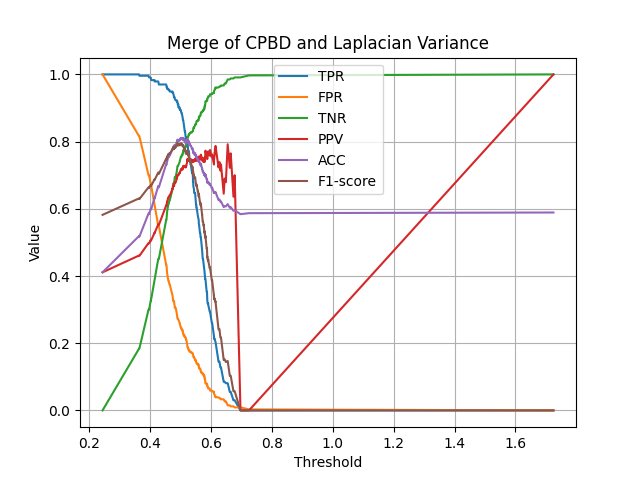 Merge of CPBD and Laplacian Variance
1.0
0.8
0.6
0.4
0.2
0.0
Value
TPR
FPR
TNR
PPV
ACC
F1-score
0.2 0.4 0.6 0.8 1.0 1.2 1.4 1.6
Threshold